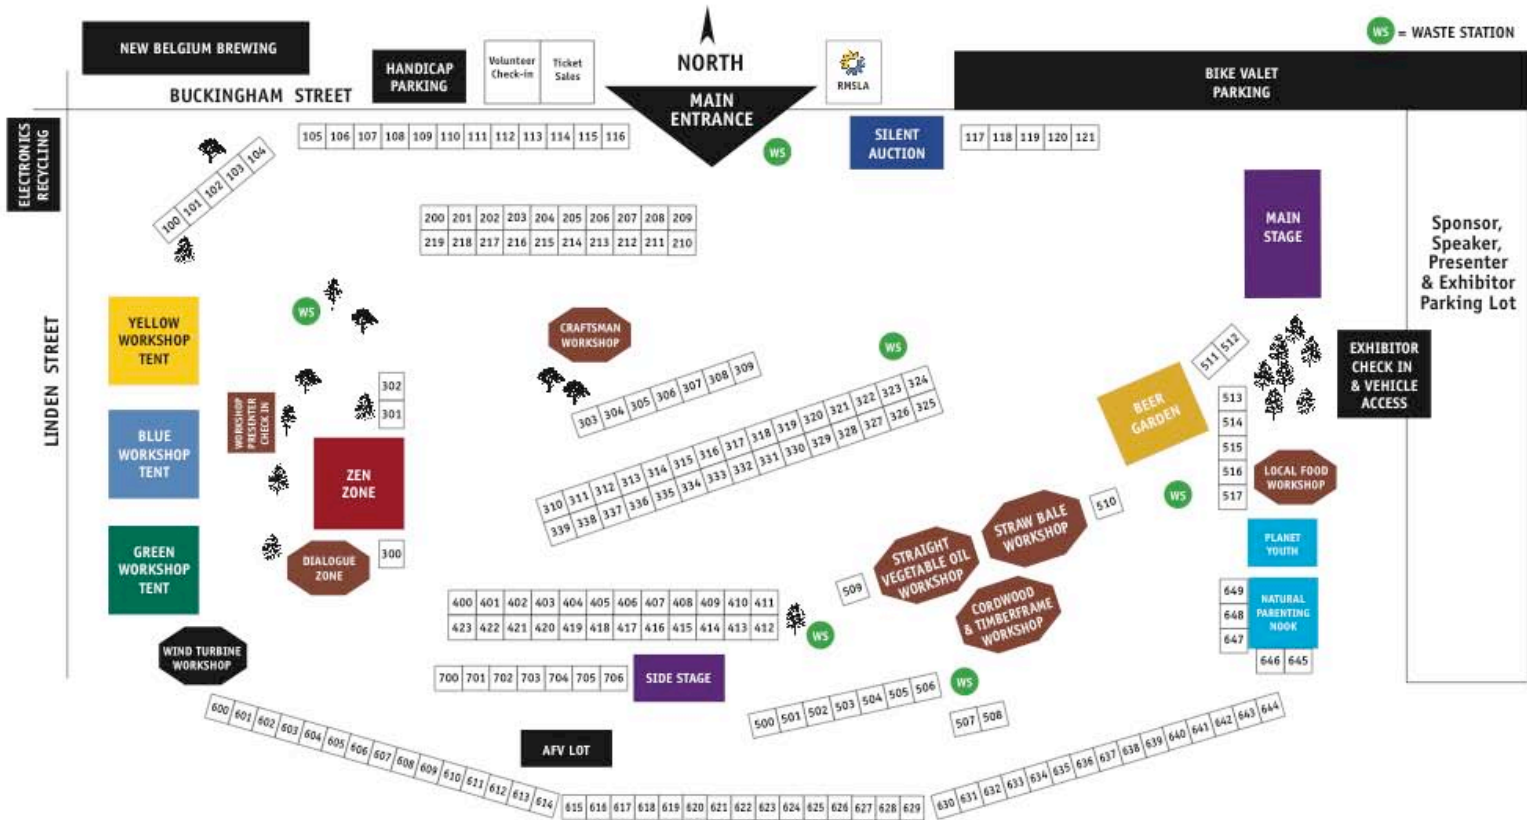 NEW BELGIUM BREWING
BUCKINGHAM STREET
HANDICAP
PARKING
Volunteer
Check-in
Ticket
Sales
NORTH
MAIN
ENTRANCE
RMSLA
WS = WASTE STATION
BIKE VALET
PARKING
ELECTRONICS
RECYCLING
LINDEN STREET
100 101 102 103 104
105 106 107 108 109 110 111 112 113 114 115 116
WS
SILENT
AUCTION
117 118 119 120 121
MAIN
STAGE
Sponsor,
Speaker,
Presenter
& Exhibitor
Parking Lot
200 201 202 203 204 205 206 207 208 209
219 218 217 216 215 214 213 212 211 210
YELLOW
WORKSHOP
TENT
WS
CRAFTSMAN
WORKSHOP
WS
511 512
EXHIBITOR
CHECK IN
& VEHICLE
ACCESS
302
301
303 304 305 306 307 308 309
BLUE
WORKSHOP
TENT
WORKSHOP
PRESENTER
CHECK IN
ZEN
ZONE
310 311 312 313 314 315 316 317 318 319 320 321 322 323 324
339 338 337 336 335 334 333 332 331 330 329 328 327 326 325
BEER
GARDEN
513
514
515
516
517
LOCAL FOOD
WORKSHOP
WS
510
STRAW BALE
WORKSHOP
STRAIGHT
VEGETABLE OIL
WORKSHOP
509
CORDWOOD
& TIMBERFRAME
WORKSHOP
PLANET
YOUTH
GREEN
WORKSHOP
TENT
DIALOGUE
ZONE
300
400 401 402 403 404 405 406 407 408 409 410 411
423 422 421 420 419 418 417 416 415 414 413 412
WS
649
648
647
NATURAL
PARENTING
NOOK
646 645
WIND TURBINE
WORKSHOP
700 701 702 703 704 705 706
SIDE STAGE
WS
500 501 502 503 504 505 506
507 508
AFV LOT
600 601 602 603 604 605 606 607 608 609 610 611 612 613 614
615 616 617 618 619 620 621 622 623 624 625 626 627 628 629
630 631 632 633 634 635 636 637 638 639 640 641 642 643 644